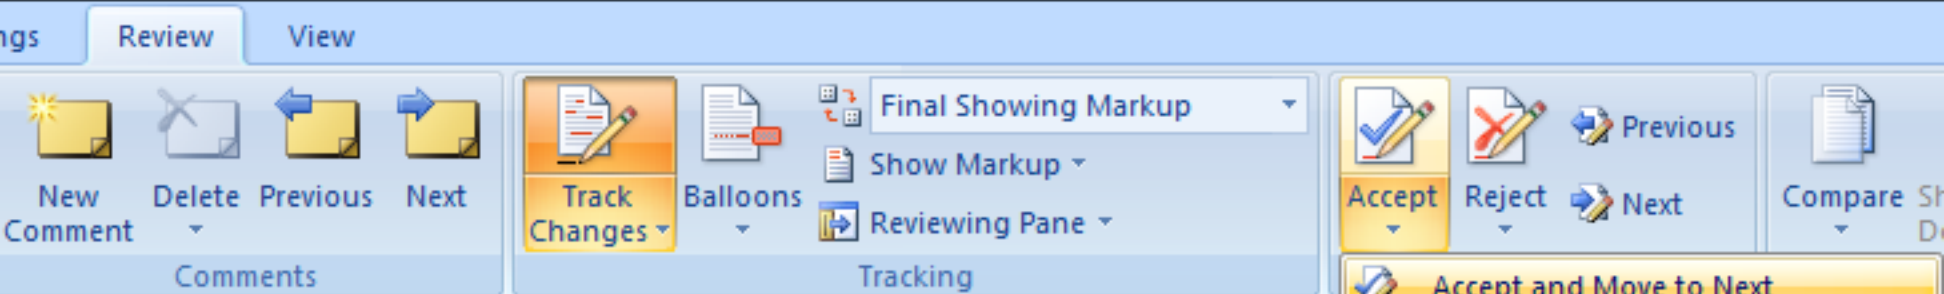 Review
View
New
Comment
Delete
Previous
Next
Comments
Track
Changes
Balloons
Final Showing Markup
Show Markup
Reviewing Pane
Tracking
Accept
Reject
Previous
Next
Compare
Accept and Move to Next